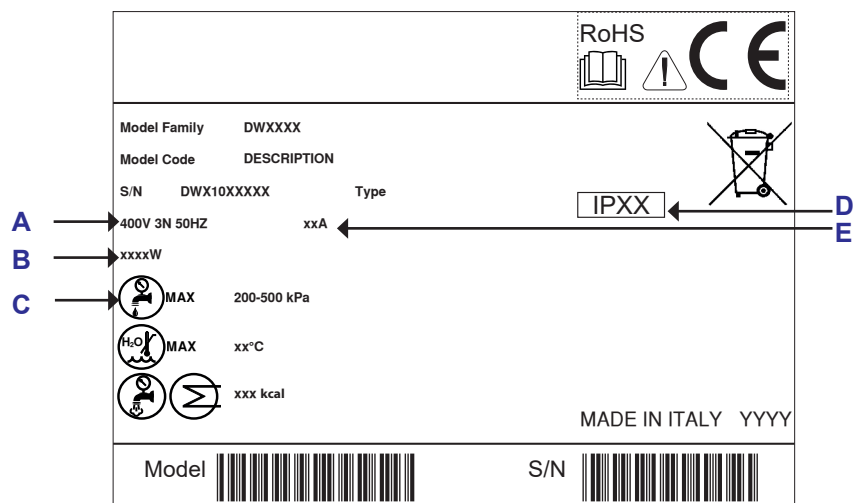 RoHS
CE
Model Family DWXXXX
Model Code DESCRIPTION
S/N DWX10XXXXX Type
IPXX
D
A
400V 3N 50HZ xxA
E
B
xxxxW
C
MAX 200-500 kPa
H₂O MAX xx°C
xxx kcal
MADE IN ITALY YYYY
Model S/N